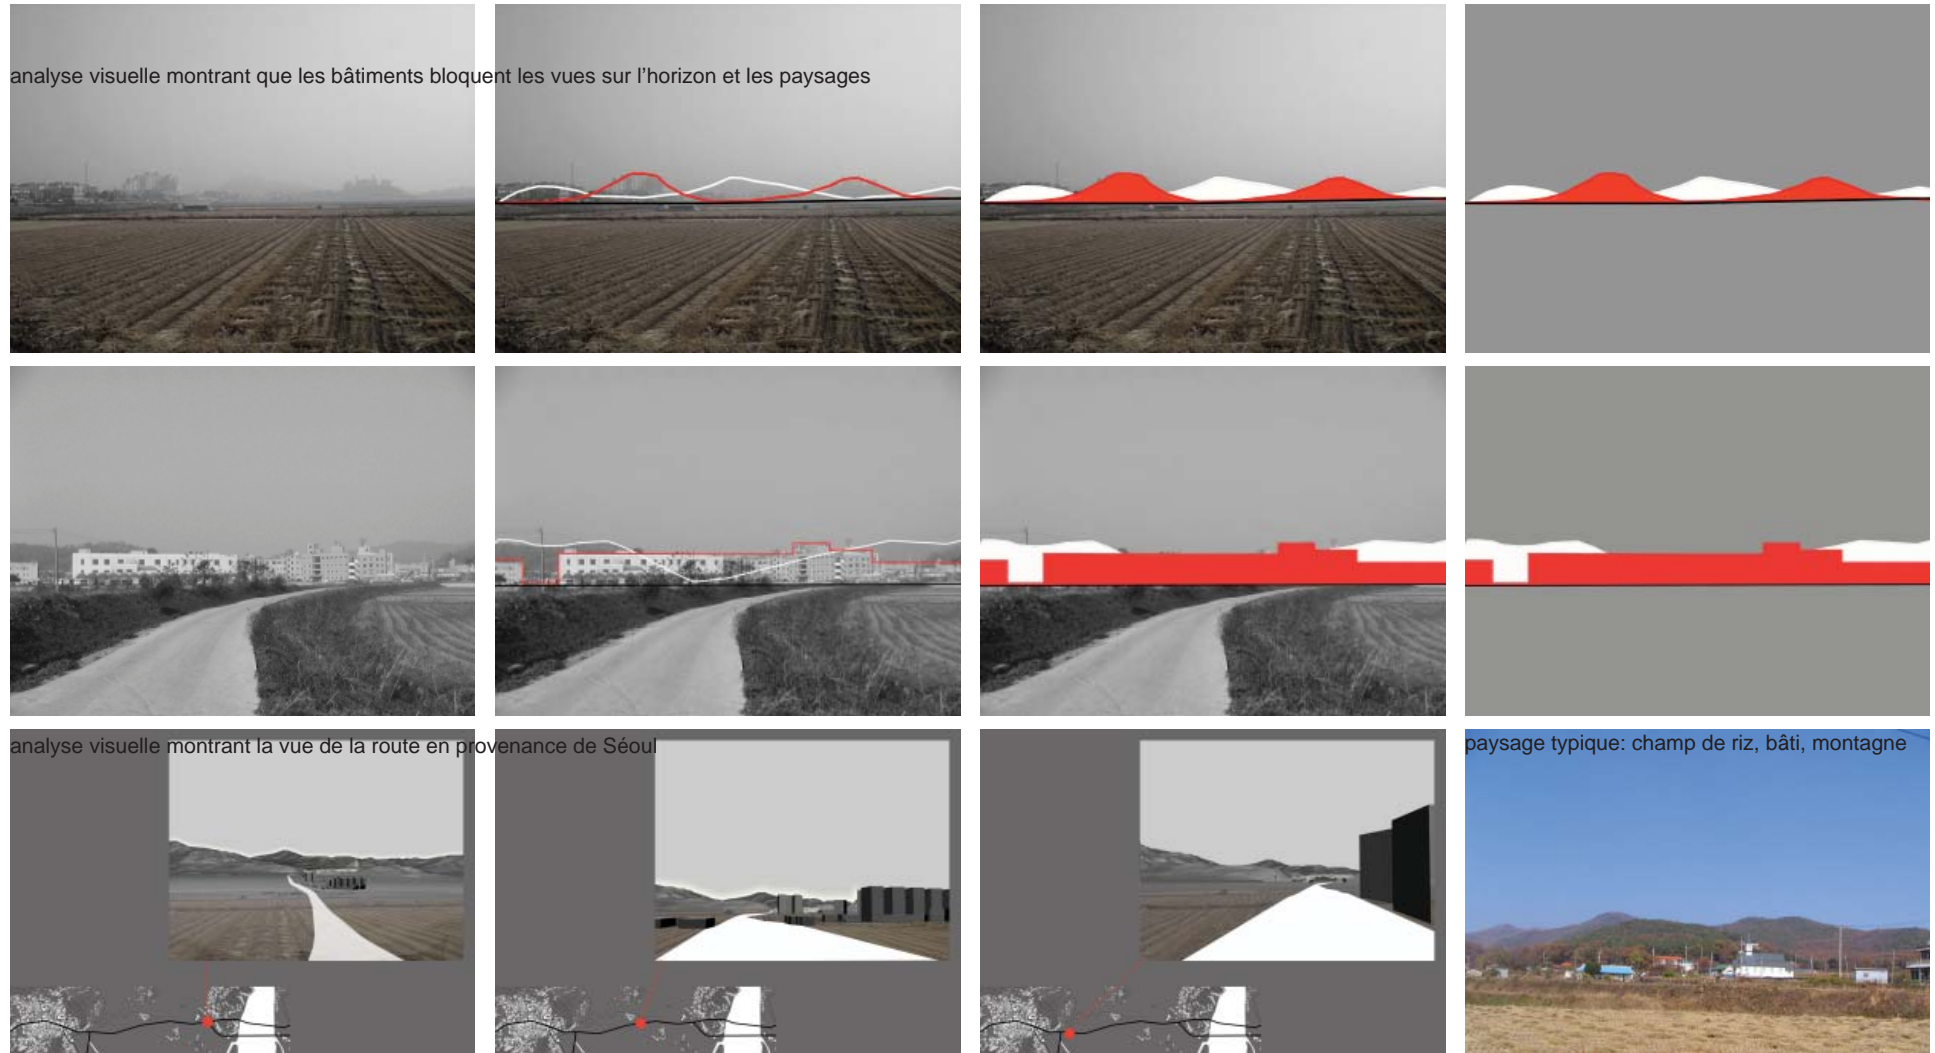 analyse visuelle montrant que les bâtiments bloquent les vues sur l'horizon et les paysages
analyse visuelle montrant la vue de la route en provenance de Séoul
paysage typique: champ de riz, bâti, montagne